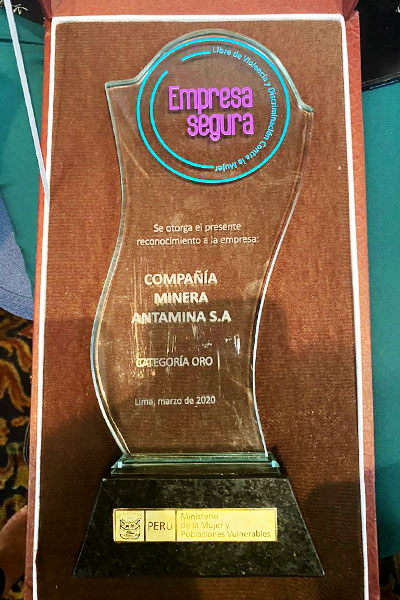 Libre de Violencia y Discriminación Contra la Mujer
Empresa
segura
Se otorga el presente
reconocimiento a la empresa:
COMPAÑÍA
MINERA
ANTAMINA S.A
CATEGORÍA ORO
Lima, marzo de 2020
PERÚ
Ministerio
de la Mujer y
Poblaciones Vulnerables